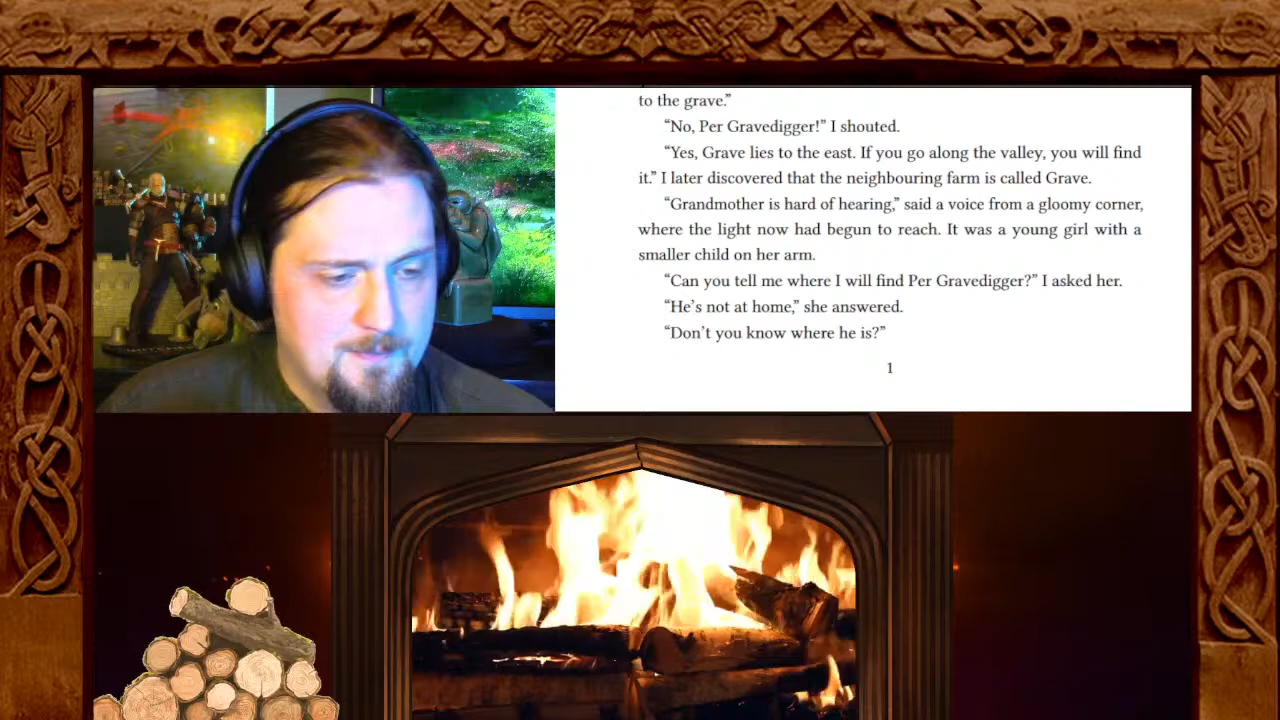 to the grave.”
“No, Per Gravedigger!” I shouted.
“Yes, Grave lies to the east. If you go along the valley, you will find
it.” I later discovered that the neighbouring farm is called Grave.
“Grandmother is hard of hearing,” said a voice from a gloomy corner,
where the light now had begun to reach. It was a young girl with a
smaller child on her arm.
“Can you tell me where I will find Per Gravedigger?” I asked her.
“He’s not at home,” she answered.
“Don’t you know where he is?”
1